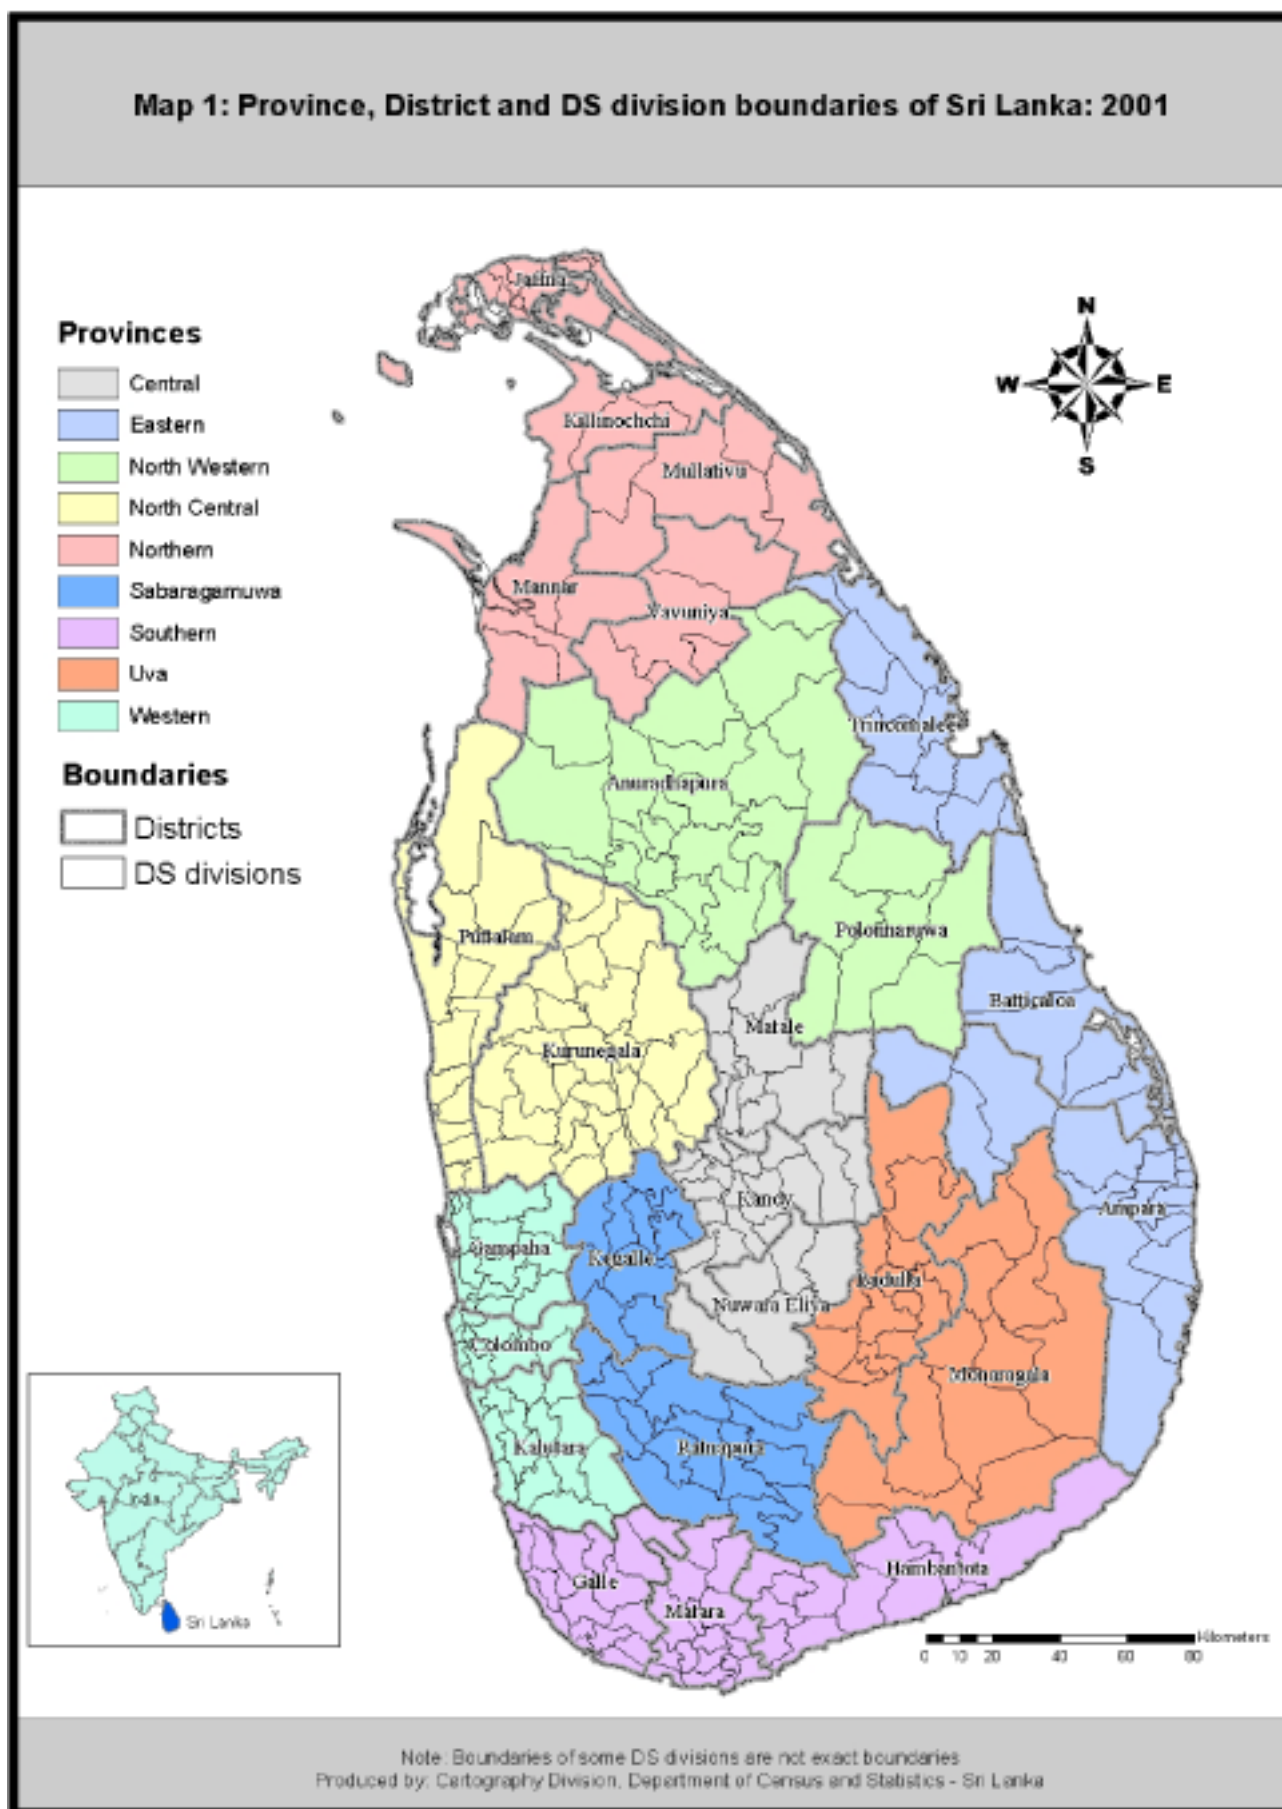 Map 1: Province, District and DS division boundaries of Sri Lanka: 2001
Provinces
Central
Eastern
North Western
North Central
Northern
Sabaragamuwa
Southern
Uva
Western
Boundaries
Districts
DS divisions
N
W
E
S
Jaffna
Killinochchi
Mullativu
Mannar
Vavuniya
Trincomalee
Anuradhapura
Puttalam
Polonnaruwa
Batticaloa
Matale
Kurunegala
Kandy
Ampara
Gampaha
Kegalle
Badulla
Nuwara Eliya
Colombo
Monaragala
Kalutara
Ratnapura
Hambantota
Galle
Matara
India
Sri Lanka
Kilometers
0 10 20 40 60 80
Note: Boundaries of some DS divisions are not exact boundaries
Produced by: Cartography Division, Department of Census and Statistics - Sri Lanka